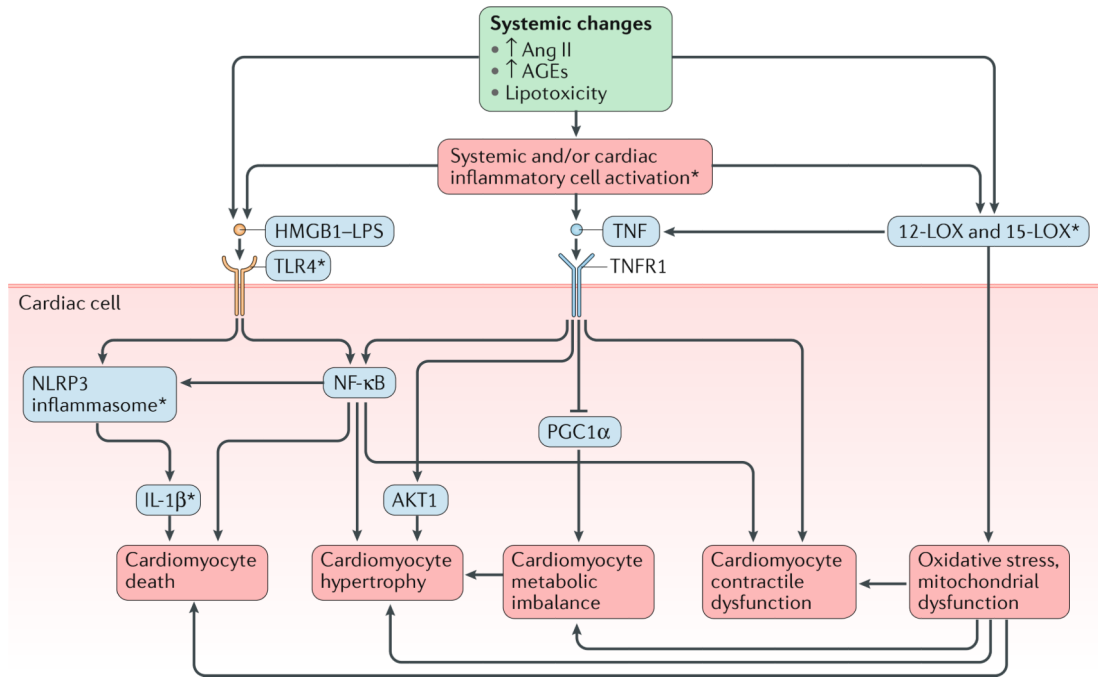 Systemic changes
• ↑ Ang II
• ↑ AGEs
• Lipotoxicity
Systemic and/or cardiac
inflammatory cell activation*
HMGB1–LPS
TNF
12-LOX and 15-LOX*
TLR4*
TNFR1
Cardiac cell
NLRP3
inflammasome*
NF-κB
PGC1α
IL-1β*
AKT1
Cardiomyocyte
death
Cardiomyocyte
hypertrophy
Cardiomyocyte
metabolic
imbalance
Cardiomyocyte
contractile
dysfunction
Oxidative stress,
mitochondrial
dysfunction